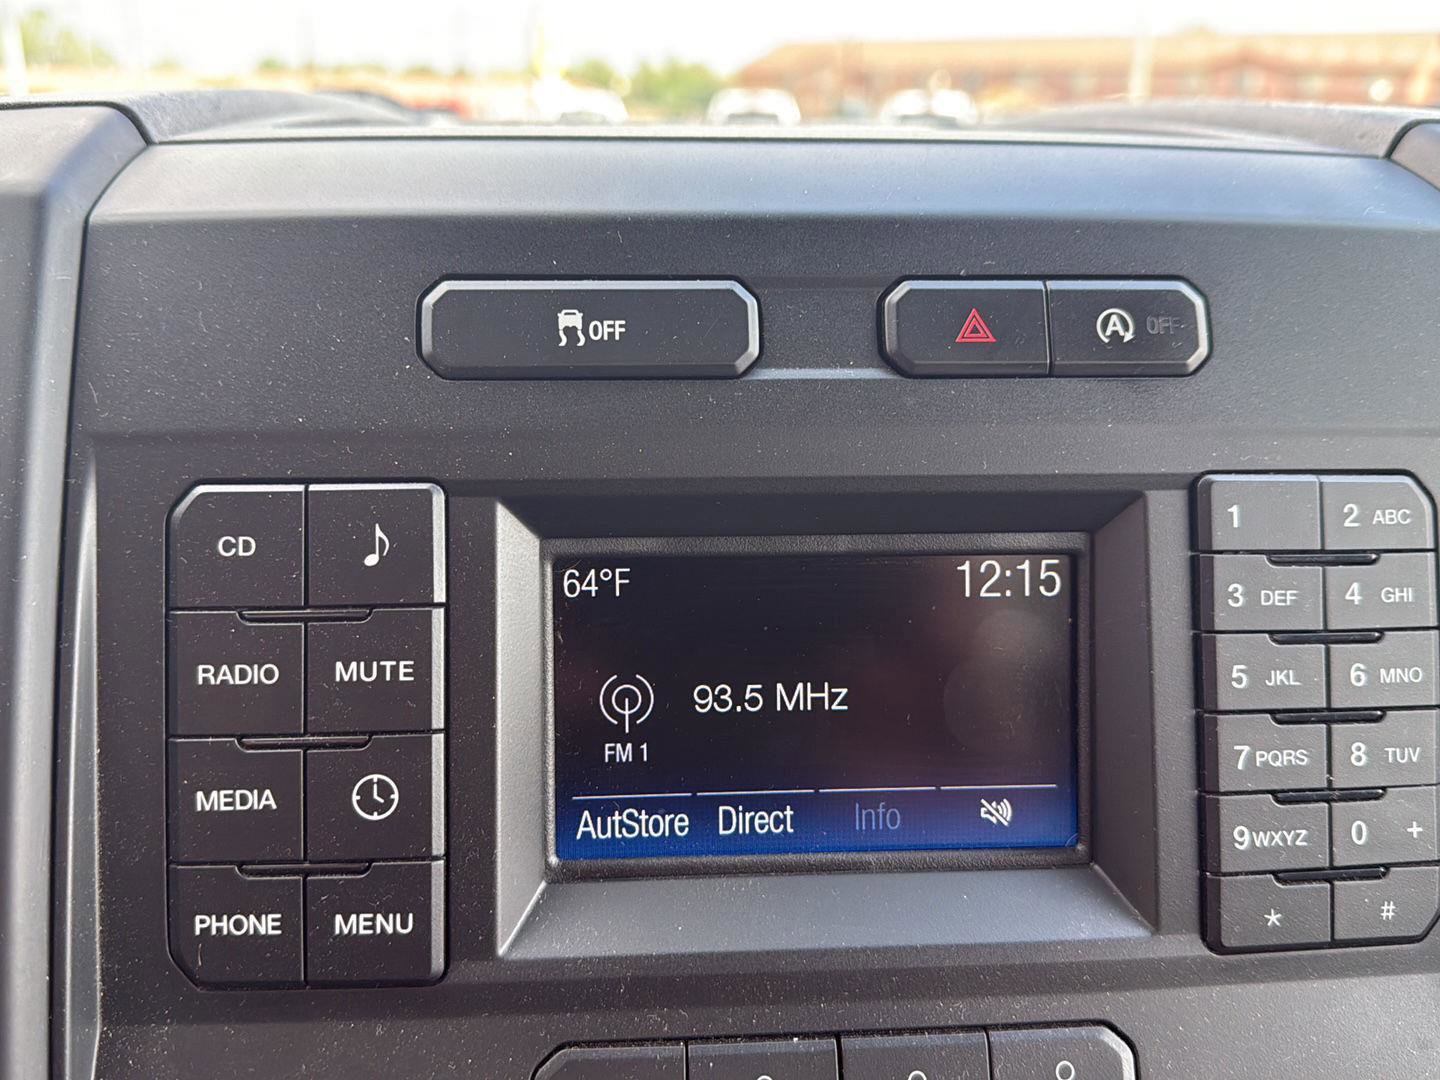 OFF
A OFF
CD
RADIO MUTE
MEDIA
PHONE MENU
64°F 12:15
93.5 MHz
FM 1
AutStore Direct Info
1 2 ABC
3 DEF 4 GHI
5 JKL 6 MNO
7 PQRS 8 TUV
9 WXYZ 0 +
* #